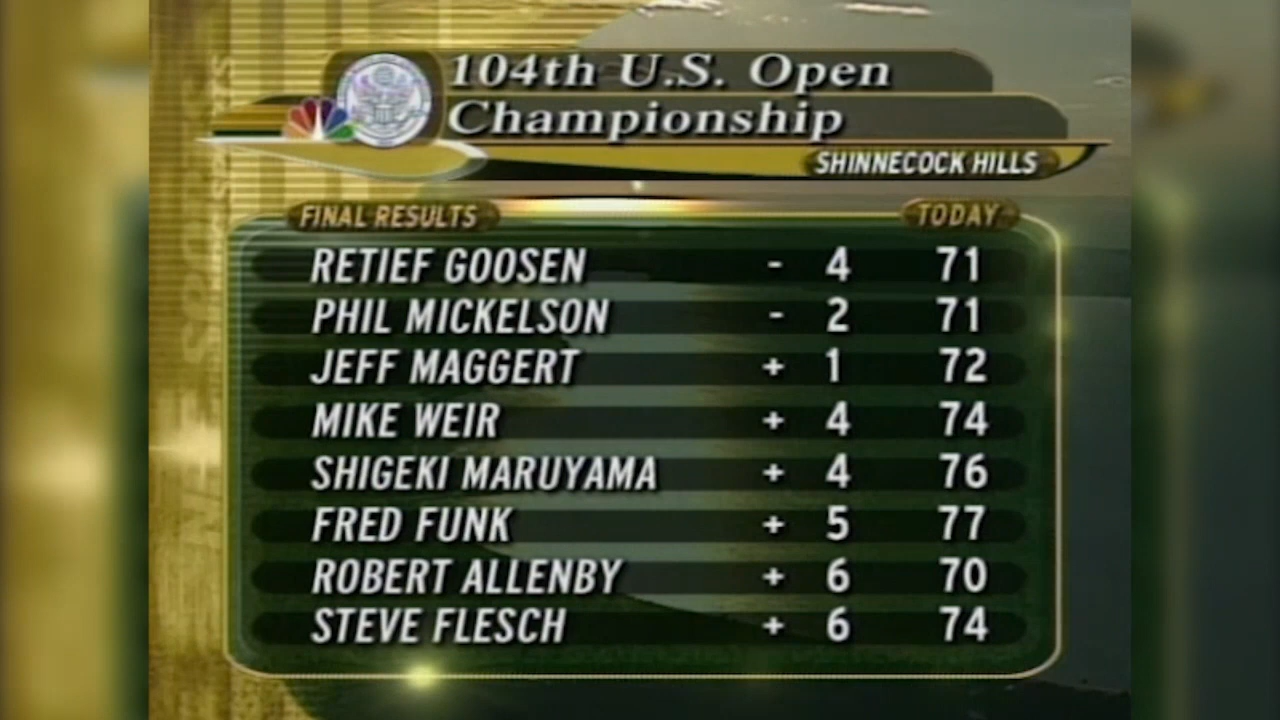 104th U.S. Open
Championship
SHINNECOCK HILLS
FINAL RESULTS TODAY
RETIEF GOOSEN - 4 71
PHIL MICKELSON - 2 71
JEFF MAGGERT + 1 72
MIKE WEIR + 4 74
SHIGEKI MARUYAMA + 4 76
FRED FUNK + 5 77
ROBERT ALLENBY + 6 70
STEVE FLESCH + 6 74